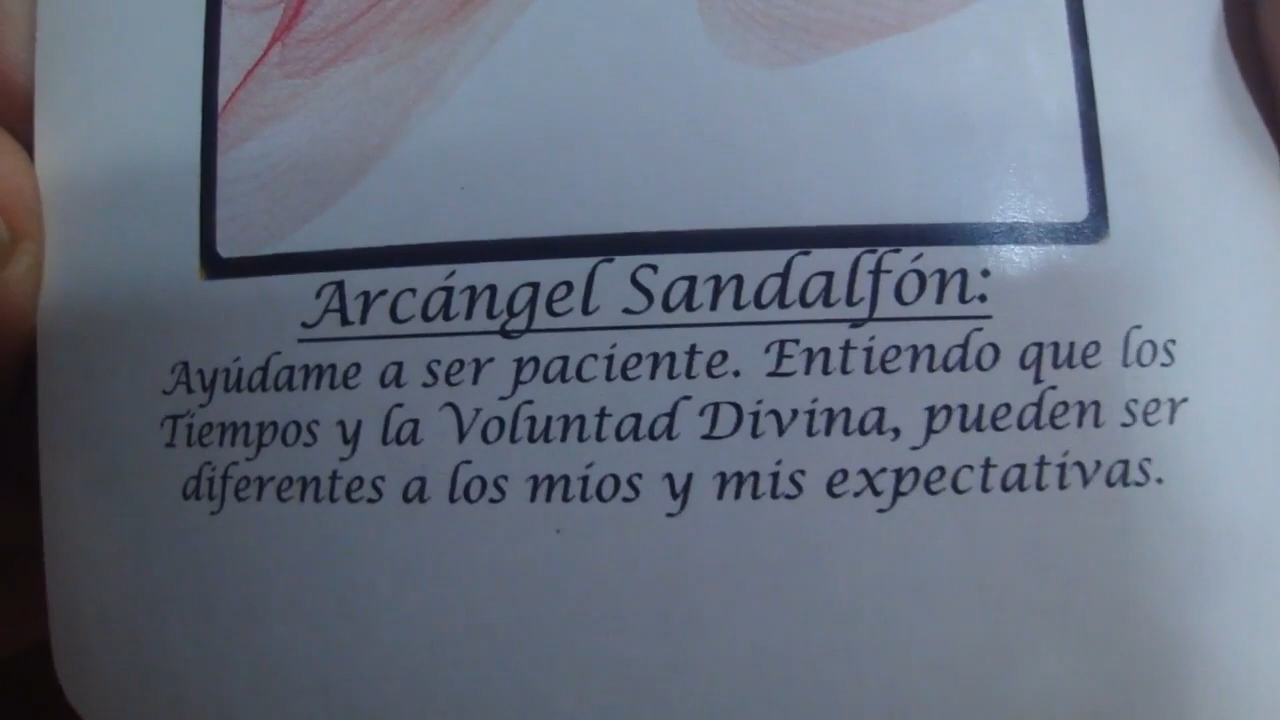 Arcángel Sandalfón:
Ayúdame a ser paciente. Entiendo que los
Tiempos y la Voluntad Divina, pueden ser
diferentes a los míos y mis expectativas.